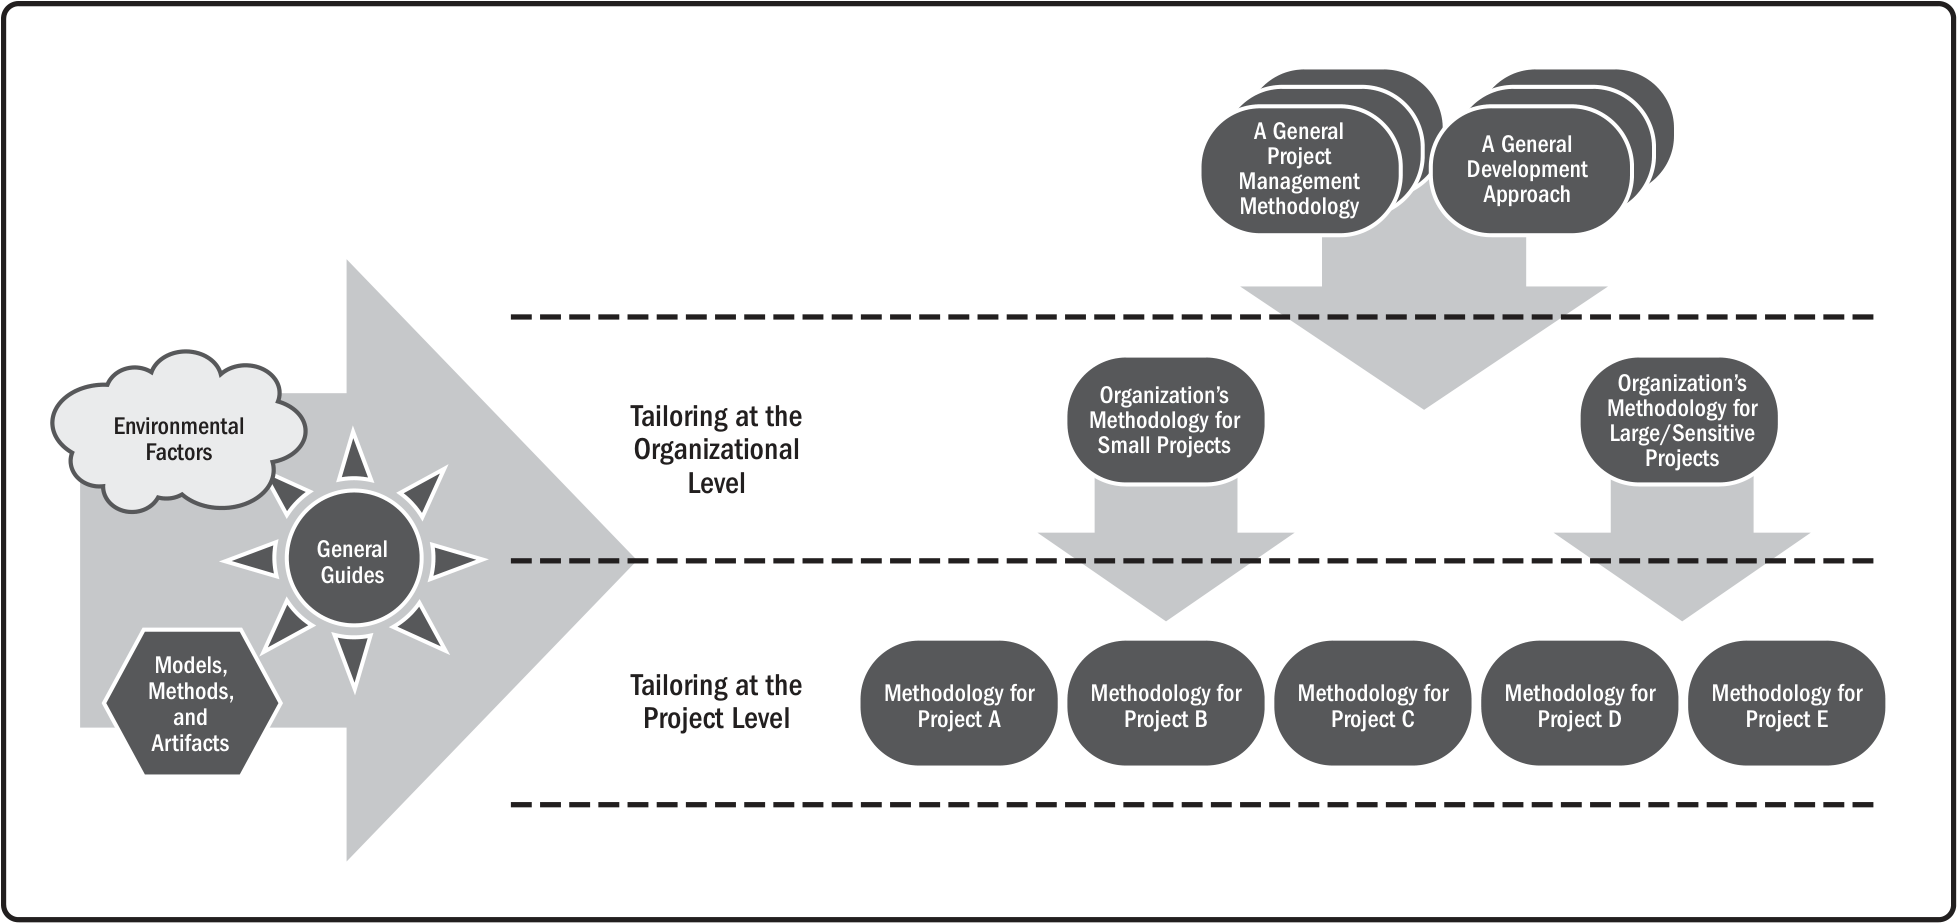 A General
Project
Management
Methodology
A General
Development
Approach
Environmental
Factors
General
Guides
Models,
Methods,
and
Artifacts
Tailoring at the
Organizational
Level
Organization’s
Methodology for
Small Projects
Organization’s
Methodology for
Large/Sensitive
Projects
Tailoring at the
Project Level
Methodology for
Project A
Methodology for
Project B
Methodology for
Project C
Methodology for
Project D
Methodology for
Project E